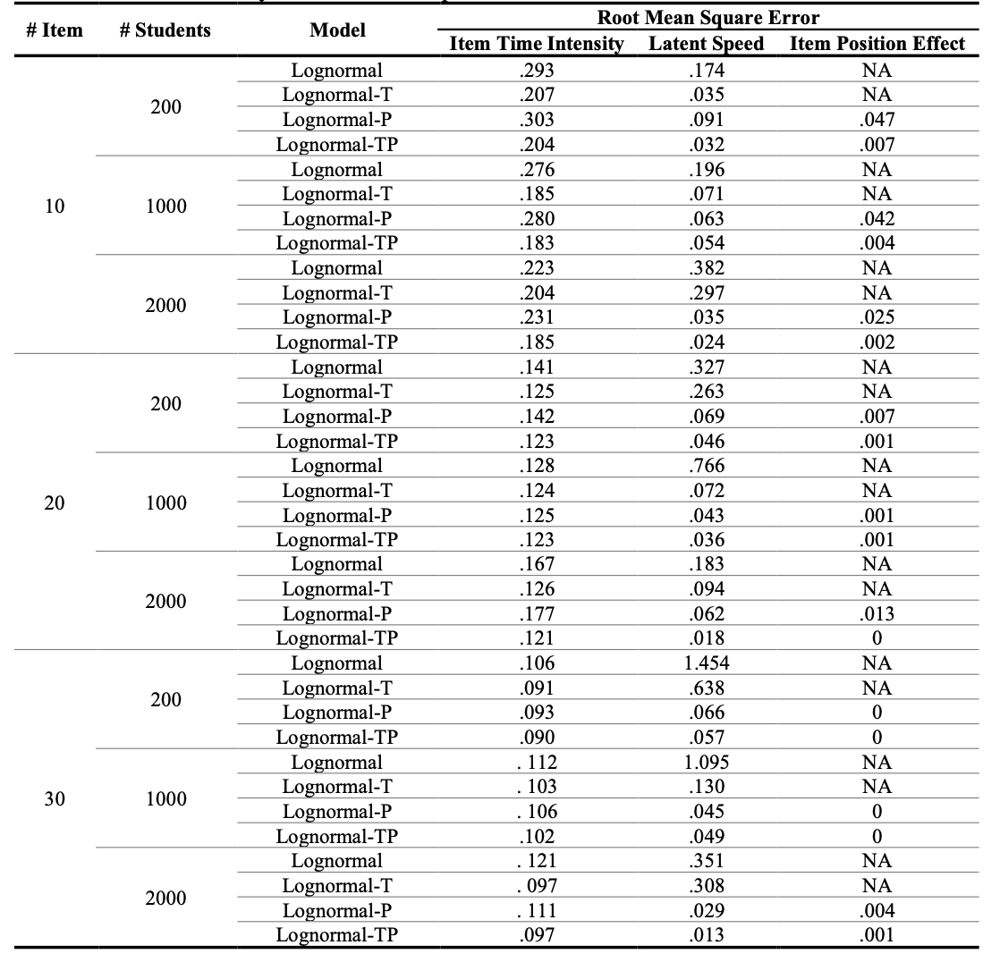 Root Mean Square Error
# Item # Students Model
Item Time Intensity Latent Speed Item Position Effect
Lognormal .293 .174 NA
200 Lognormal-T .207 .035 NA
Lognormal-P .303 .091 .047
Lognormal-TP .204 .032 .007
Lognormal .276 .196 NA
10 1000 Lognormal-T .185 .071 NA
Lognormal-P .280 .063 .042
Lognormal-TP .183 .054 .004
Lognormal .223 .382 NA
2000 Lognormal-T .204 .297 NA
Lognormal-P .231 .035 .025
Lognormal-TP .185 .024 .002
Lognormal .141 .327 NA
200 Lognormal-T .125 .263 NA
Lognormal-P .142 .069 .007
Lognormal-TP .123 .046 .001
Lognormal .128 .766 NA
20 1000 Lognormal-T .124 .072 NA
Lognormal-P .125 .043 .001
Lognormal-TP .123 .036 .001
Lognormal .167 .183 NA
2000 Lognormal-T .126 .094 NA
Lognormal-P .177 .062 .013
Lognormal-TP .121 .018 0
Lognormal .106 1.454 NA
200 Lognormal-T .091 .638 NA
Lognormal-P .093 .066 0
Lognormal-TP .090 .057 0
Lognormal . 112 1.095 NA
30 1000 Lognormal-T . 103 .130 NA
Lognormal-P . 106 .045 0
Lognormal-TP .102 .049 0
Lognormal . 121 .351 NA
2000 Lognormal-T . 097 .308 NA
Lognormal-P . 111 .029 .004
Lognormal-TP .097 .013 .001